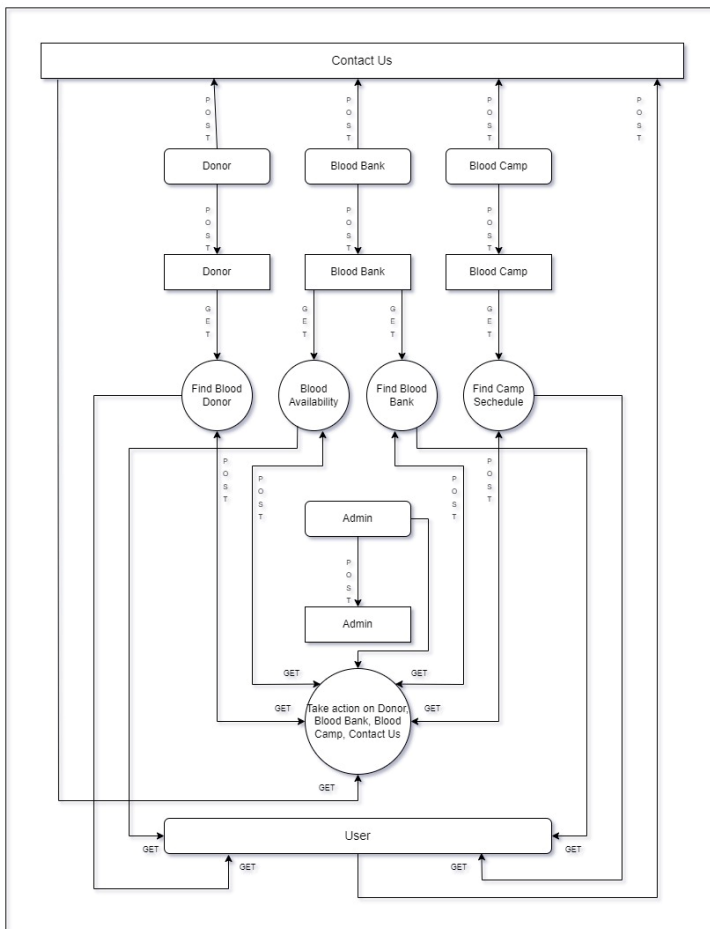 Contact Us
POST
POST
POST
POST
Donor
Blood Bank
Blood Camp
POST
POST
POST
Donor
Blood Bank
Blood Camp
GET
GET
GET
GET
Find Blood
Donor
Blood
Availability
Find Blood
Bank
Find Camp
Sechedule
POST
POST
POST
POST
Admin
POST
Admin
GET
GET
GET
GET
Take action on Donor,
Blood Bank, Blood
Camp, Contact Us
GET
User
GET
GET
GET
GET